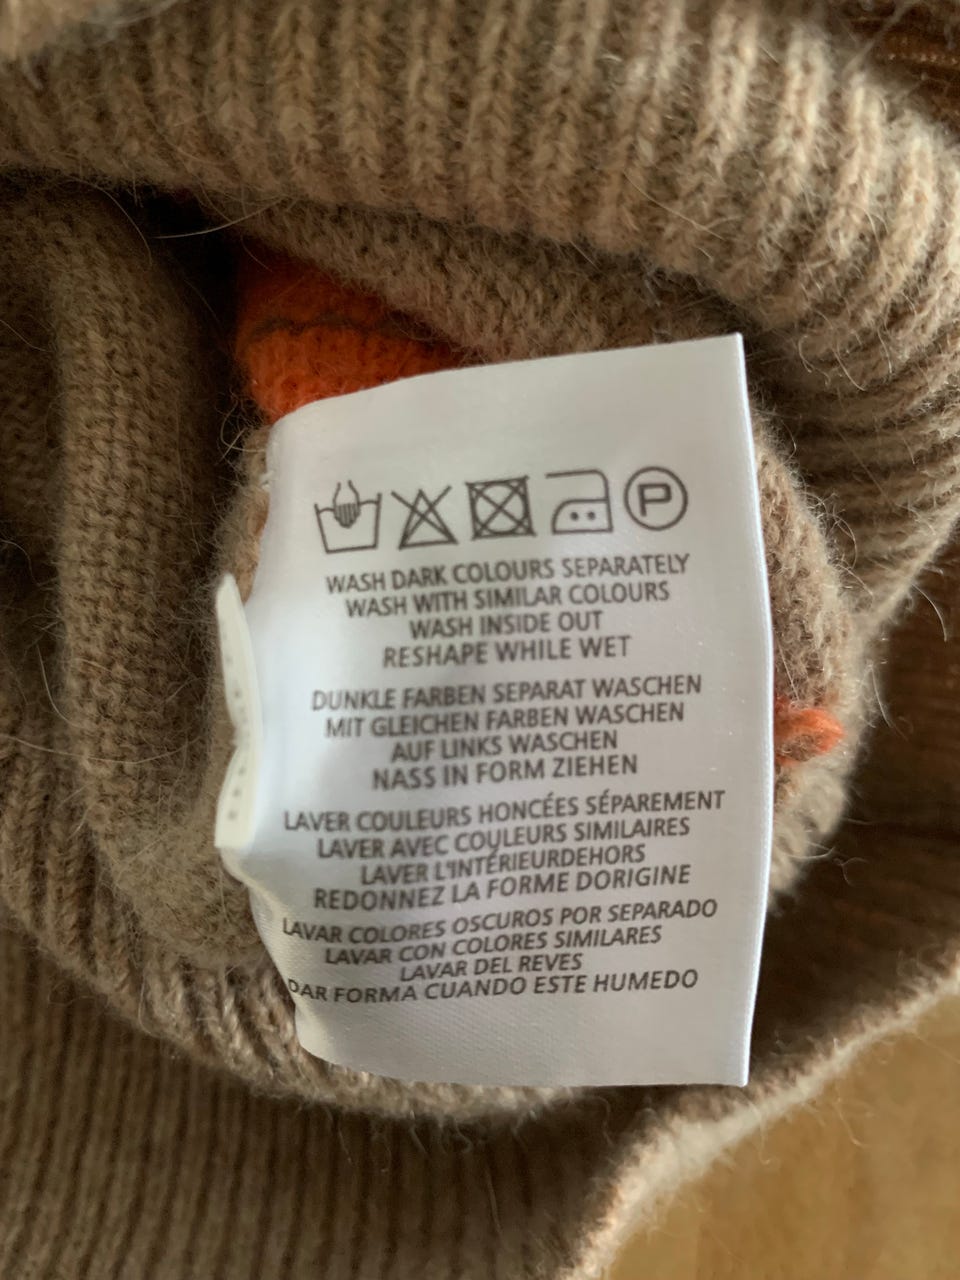 P
WASH DARK COLOURS SEPARATELY
WASH WITH SIMILAR COLOURS
WASH INSIDE OUT
RESHAPE WHILE WET
DUNKLE FARBEN SEPARAT WASCHEN
MIT GLEICHEN FARBEN WASCHEN
AUF LINKS WASCHEN
NASS IN FORM ZIEHEN
LAVER COULEURS HONCÉES SÉPAREMENT
LAVER AVEC COULEURS SIMILAIRES
LAVER L'INTÉRIEURDEHORS
REDONNEZ LA FORME DORIGINE
LAVAR COLORES OSCUROS POR SEPARADO
LAVAR CON COLORES SIMILARES
LAVAR DEL REVES
DAR FORMA CUANDO ESTE HUMEDO